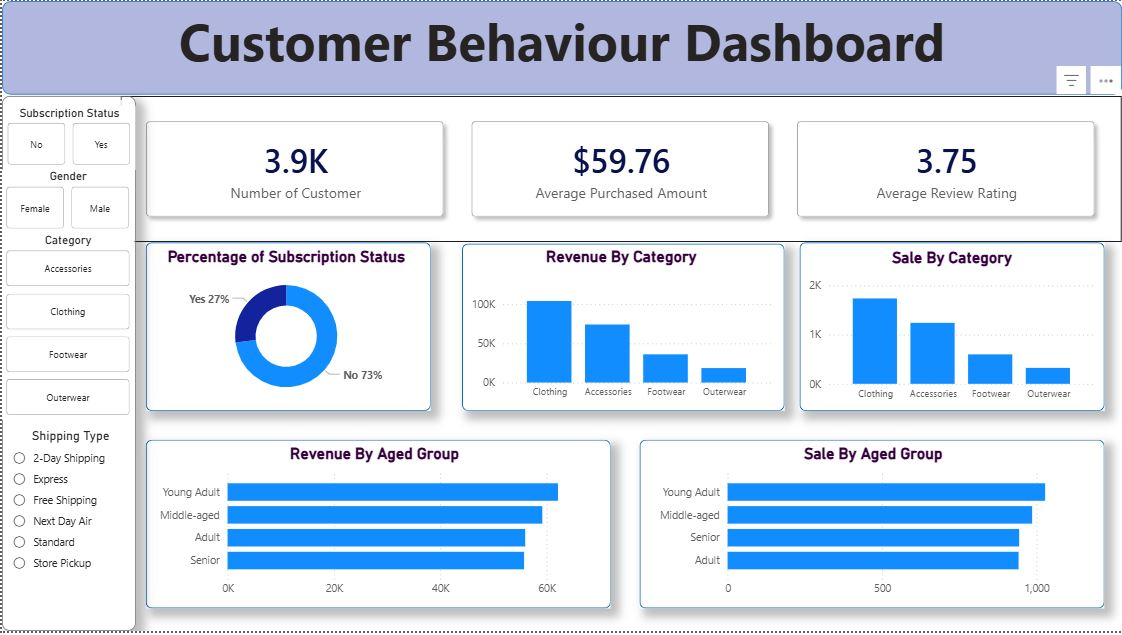 Customer Behaviour Dashboard
Subscription Status
No
Yes
Gender
Female
Male
Category
Accessories
Clothing
Footwear
Outerwear
Shipping Type
2-Day Shipping
Express
Free Shipping
Next Day Air
Standard
Store Pickup
3.9K
Number of Customer
$59.76
Average Purchased Amount
3.75
Average Review Rating
Percentage of Subscription Status
Yes 27%
No 73%
Revenue By Category
100K
50K
0K
Clothing Accessories Footwear Outerwear
Sale By Category
2K
1K
0K
Clothing Accessories Footwear Outerwear
Revenue By Aged Group
Young Adult
Middle-aged
Adult
Senior
0K 20K 40K 60K
Sale By Aged Group
Young Adult
Middle-aged
Senior
Adult
0 500 1,000